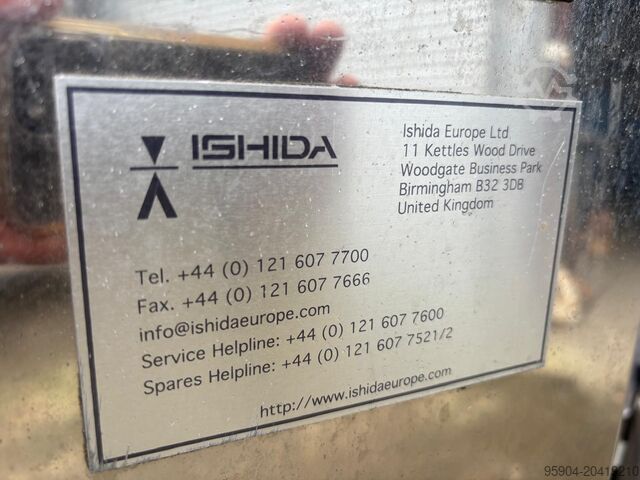 ISHIDA
Ishida Europe Ltd
11 Kettles Wood Drive
Woodgate Business Park
Birmingham B32 3DB
United Kingdom
Tel. +44 (0) 121 607 7700
Fax. +44 (0) 121 607 7666
info@ishidaeurope.com
Service Helpline: +44 (0) 121 607 7600
Spares Helpline: +44 (0) 121 607 7521/2
http://www.ishidaeurope.com
95904-20418210